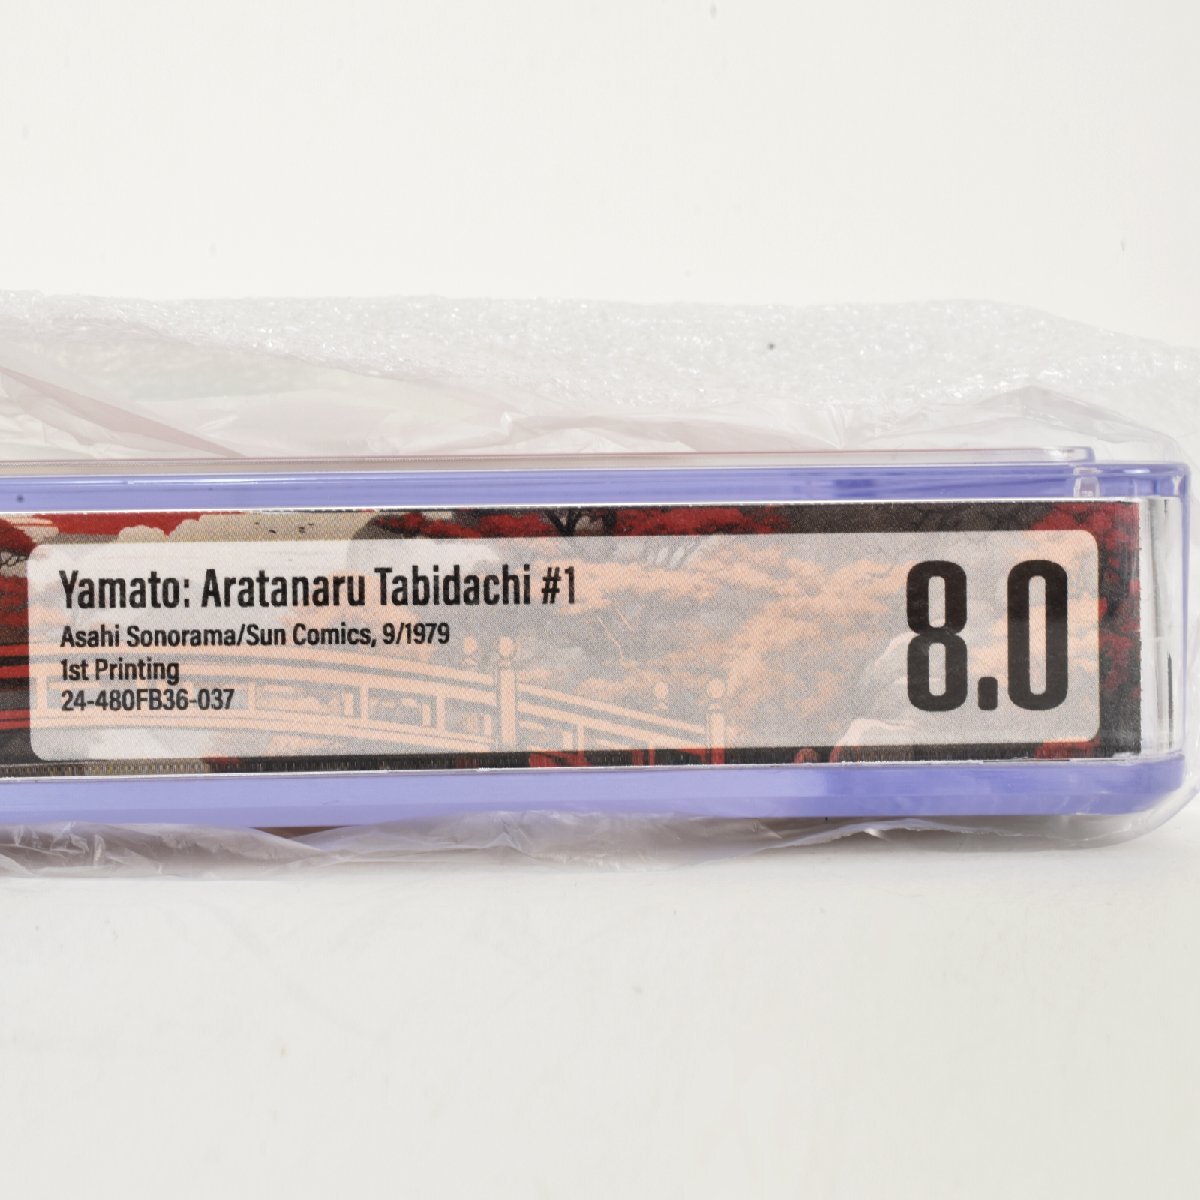 Yamato: Aratanaru Tabidachi #1
Asahi Sonorama/Sun Comics, 9/1979
1st Printing
24-480FB36-037
8.0